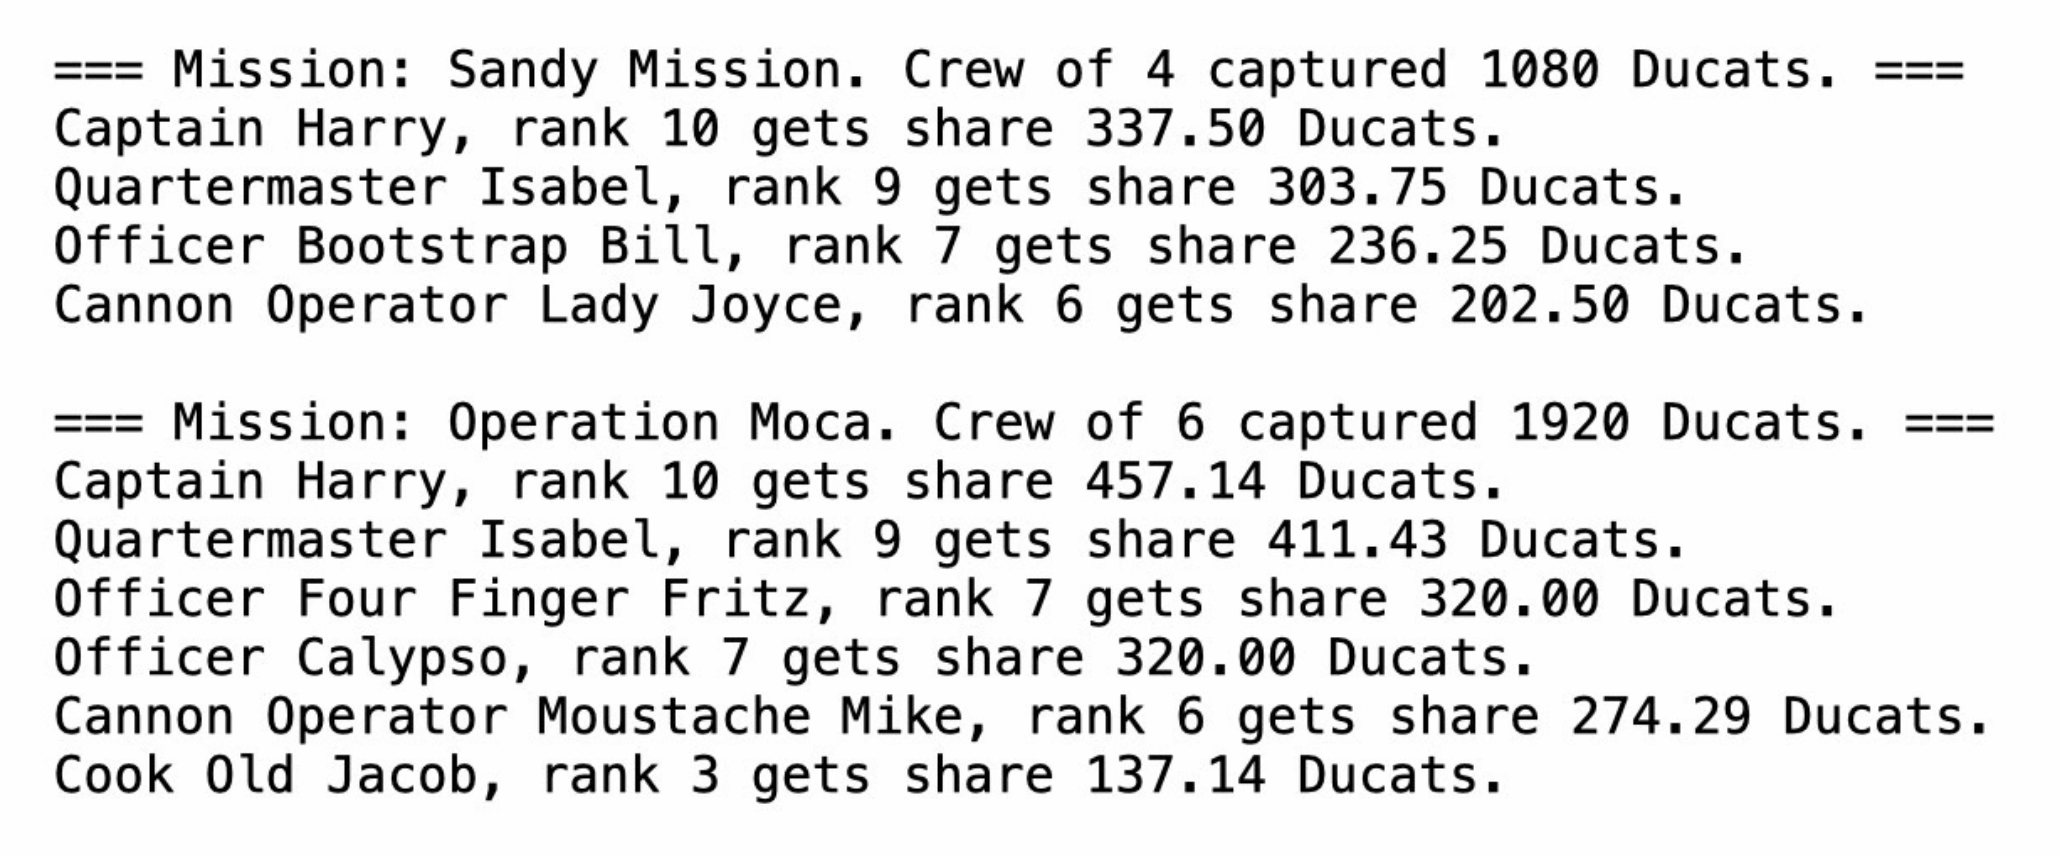 === Mission: Sandy Mission. Crew of 4 captured 1080 Ducats. ===
Captain Harry, rank 10 gets share 337.50 Ducats.
Quartermaster Isabel, rank 9 gets share 303.75 Ducats.
Officer Bootstrap Bill, rank 7 gets share 236.25 Ducats.
Cannon Operator Lady Joyce, rank 6 gets share 202.50 Ducats.

=== Mission: Operation Moca. Crew of 6 captured 1920 Ducats. ===
Captain Harry, rank 10 gets share 457.14 Ducats.
Quartermaster Isabel, rank 9 gets share 411.43 Ducats.
Officer Four Finger Fritz, rank 7 gets share 320.00 Ducats.
Officer Calypso, rank 7 gets share 320.00 Ducats.
Cannon Operator Moustache Mike, rank 6 gets share 274.29 Ducats.
Cook Old Jacob, rank 3 gets share 137.14 Ducats.